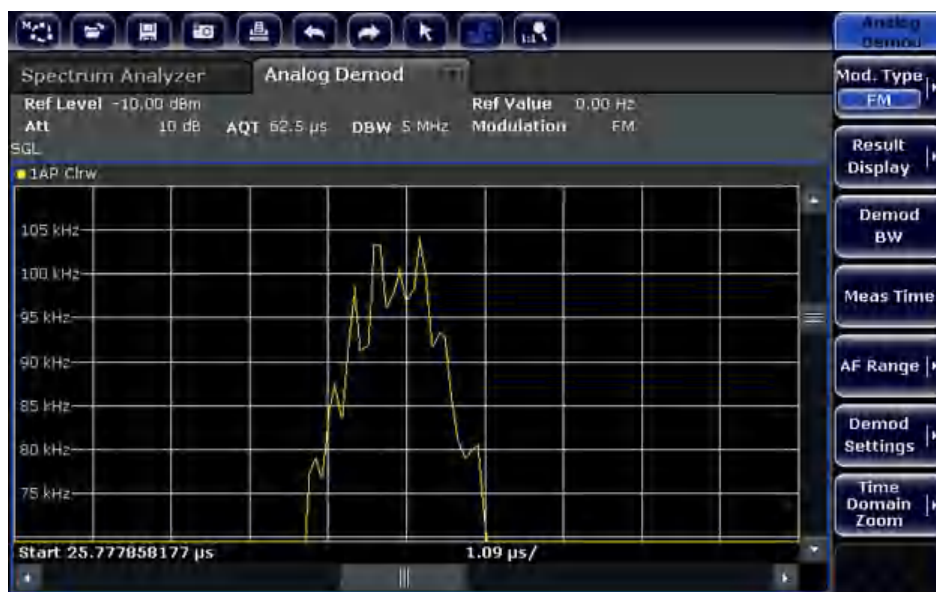 Analog
Demod
Spectrum Analyzer
Analog Demod
Ref Level -10.00 dBm
Ref Value 0.00 Hz
Att 10 dB AQT 62.5 µs DBW 5 MHz Modulation FM
SGL
1AP Clrw
105 kHz
100 kHz
95 kHz
90 kHz
85 kHz
80 kHz
75 kHz
Start 25.777858177 µs
1.09 µs/
Mod. Type
FM
Result
Display
Demod
BW
Meas Time
AF Range
Demod
Settings
Time
Domain
Zoom